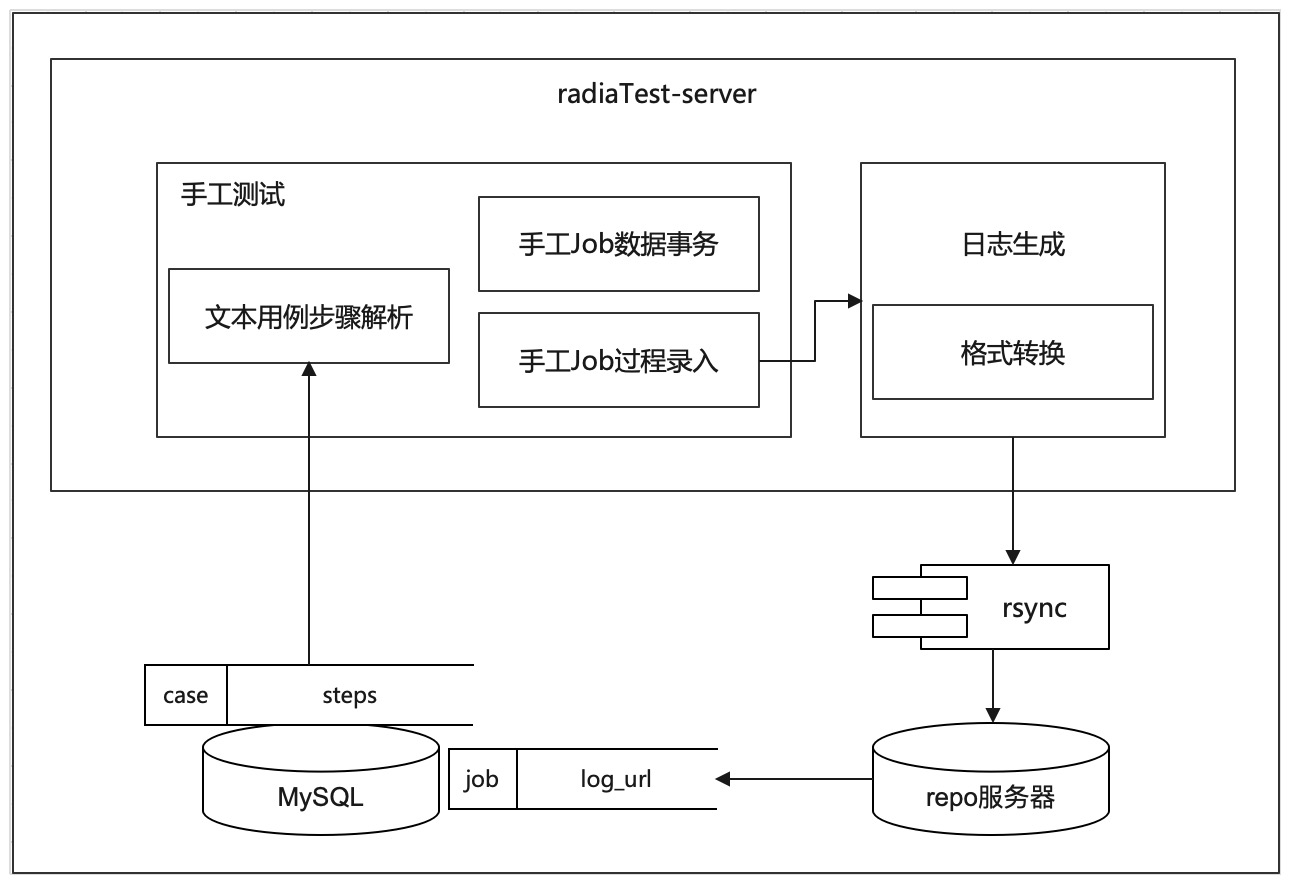 radiaTest-server
手工测试
手工Job数据事务
日志生成
文本用例步骤解析
手工Job过程录入
格式转换
rsync
case
steps
job
log_url
MySQL
repo服务器